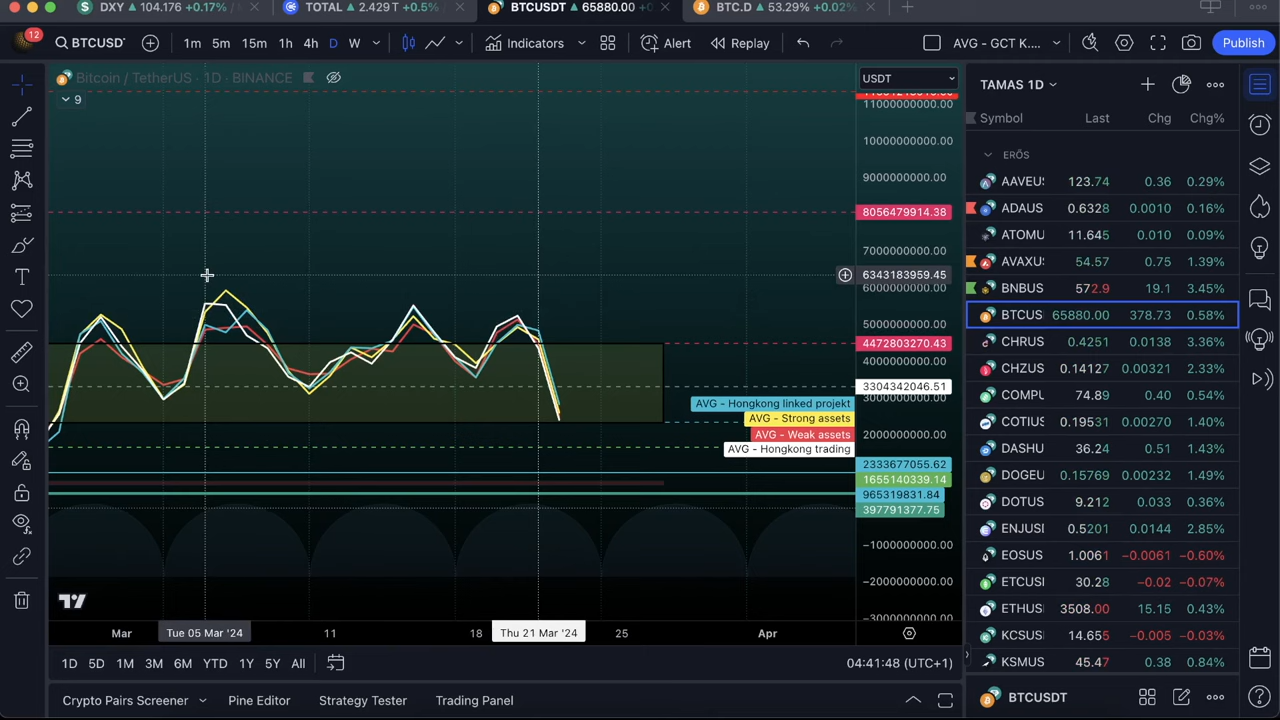 DXY 104.176 +0.17%
TOTAL 2.429 T +0.5%
BTCUSDT 65880.00
BTC.D 53.29% +0.02%
12
BTCUSDT
1m 5m 15m 1h 4h D W
Indicators
Alert
Replay
AVG - GCT K....
Publish
Bitcoin / TetherUS · 1D · BINANCE
9
USDT
11000000000.00
10000000000.00
9000000000.00
8056479914.38
7000000000.00
6343183959.45
6000000000.00
5000000000.00
4472803270.43
4000000000.00
3304342046.51
3000000000.00
2000000000.00
2333677055.62
1655140339.14
965319831.84
397791377.75
−1000000000.00
−2000000000.00
AVG - Hongkong linked projekt
AVG - Strong assets
AVG - Weak assets
AVG - Hongkong trading
Mar
Tue 05 Mar '24
11
18
Thu 21 Mar '24
25
Apr
1D 5D 1M 3M 6M YTD 1Y 5Y All
04:41:48 (UTC+1)
Crypto Pairs Screener
Pine Editor
Strategy Tester
Trading Panel
TAMAS 1D
Symbol Last Chg Chg%
ERŐS
AAVEUS 123.74 0.36 0.29%
ADAUS 0.6328 0.0010 0.16%
ATOMU 11.645 0.01 0.09%
AVAXUS 54.57 0.75 1.39%
BNBUS 572.9 19.1 3.45%
BTCUS 65880.00 378.73 0.58%
CHRUS 0.4251 0.0138 3.36%
CHZUS 0.14127 0.00321 2.33%
COMPU 74.89 0.40 0.54%
COTIUS 0.19531 0.00270 1.40%
DASHU 36.24 0.51 1.43%
DOGEU 0.15769 0.00232 1.49%
DOTUS 9.212 0.033 0.36%
ENJUSI 0.5201 0.0144 2.85%
EOSUS 1.0061 −0.0061 −0.60%
ETCUS 30.28 −0.02 −0.07%
ETHUS 3508.00 15.15 0.43%
KCSUS 14.655 −0.005 −0.03%
KSMUS 45.47 0.38 0.84%
BTCUSDT